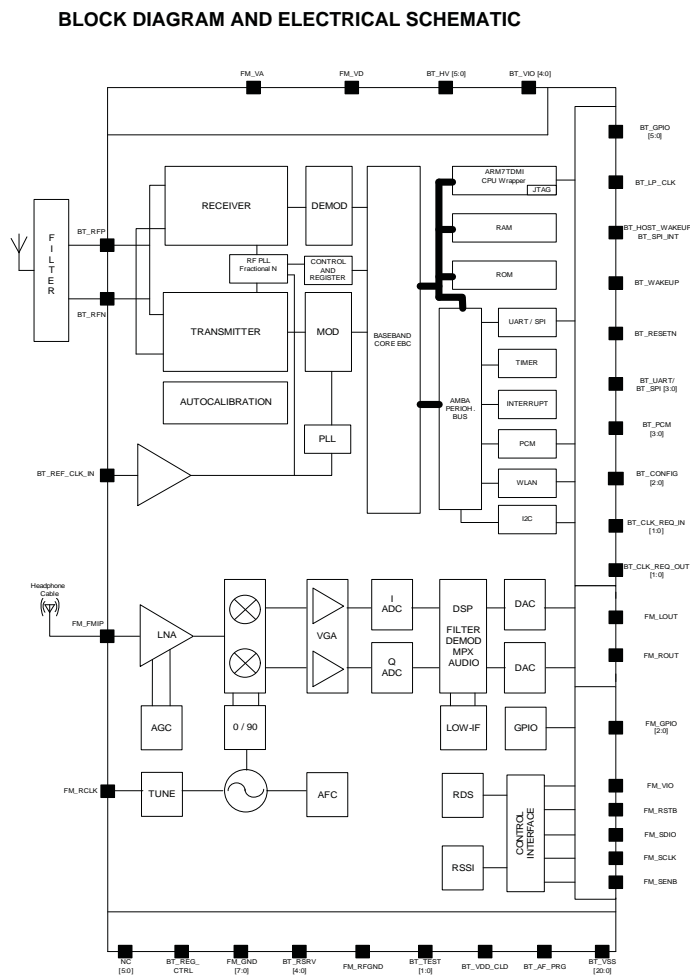 BLOCK DIAGRAM AND ELECTRICAL SCHEMATIC
FM_VA
FM_VD
BT_HV [5:0]
BT_VIO [4:0]
BT_GPIO
[5:0]
BT_LP_CLK
BT_HOST_WAKEUP
BT_SPI_INT
BT_WAKEUP
BT_RESETN
BT_UART/
BT_SPI [3:0]
BT_PCM
[3:0]
BT_CONFIG
[2:0]
BT_CLK_REQ_IN
[1:0]
BT_CLK_REQ_OUT
[1:0]
FM_LOUT
FM_ROUT
FM_GPIO
[2:0]
FM_VIO
FM_RSTB
FM_SDIO
FM_SCLK
FM_SENB
FILTER
BT_RFP
BT_RFN
RECEIVER
DEMOD
RF PLL
Fractional N
CONTROL
AND
REGISTER
TRANSMITTER
MOD
AUTOCALIBRATION
PLL
BASEBAND
CORE EBC
ARM7TDMI
CPU Wrapper
JTAG
RAM
ROM
AMBA
PERIOH.
BUS
UART / SPI
TIMER
INTERRUPT
PCM
WLAN
I2C
BT_REF_CLK_IN
Headphone
Cable
FM_FMIP
LNA
VGA
I
ADC
Q
ADC
DSP
FILTER
DEMOD
MPX
AUDIO
DAC
DAC
AGC
0 / 90
LOW-IF
GPIO
FM_RCLK
TUNE
AFC
RDS
RSSI
CONTROL
INTERFACE
NC
[5:0]
BT_REG_
CTRL
FM_GND
[7:0]
BT_RSRV
[4:0]
FM_RFGND
BT_TEST
[1:0]
BT_VDD_CLD
BT_AF_PRG
BT_VSS
[20:0]